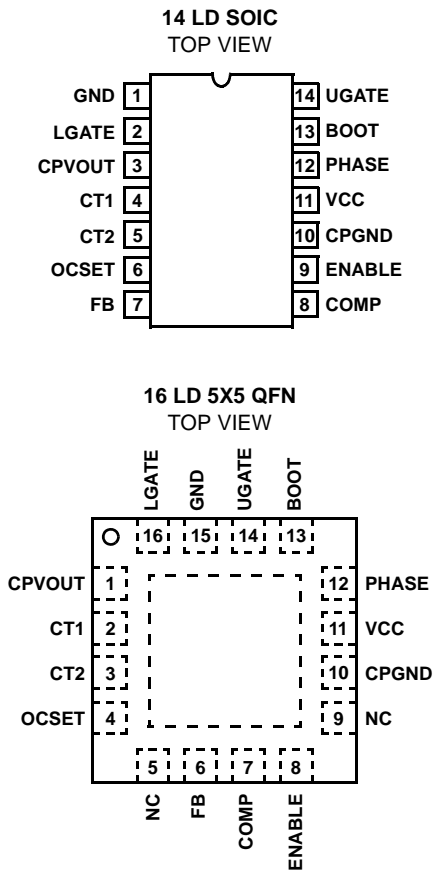 14 LD SOIC
TOP VIEW
GND 1 14 UGATE
LGATE 2 13 BOOT
CPVOUT 3 12 PHASE
CT1 4 11 VCC
CT2 5 10 CPGND
OCSET 6 9 ENABLE
FB 7 8 COMP
16 LD 5X5 QFN
TOP VIEW
LGATE GND UGATE BOOT
16 15 14 13
CPVOUT 1 12 PHASE
CT1 2 11 VCC
CT2 3 10 CPGND
OCSET 4 9 NC
5 6 7 8
NC FB COMP ENABLE